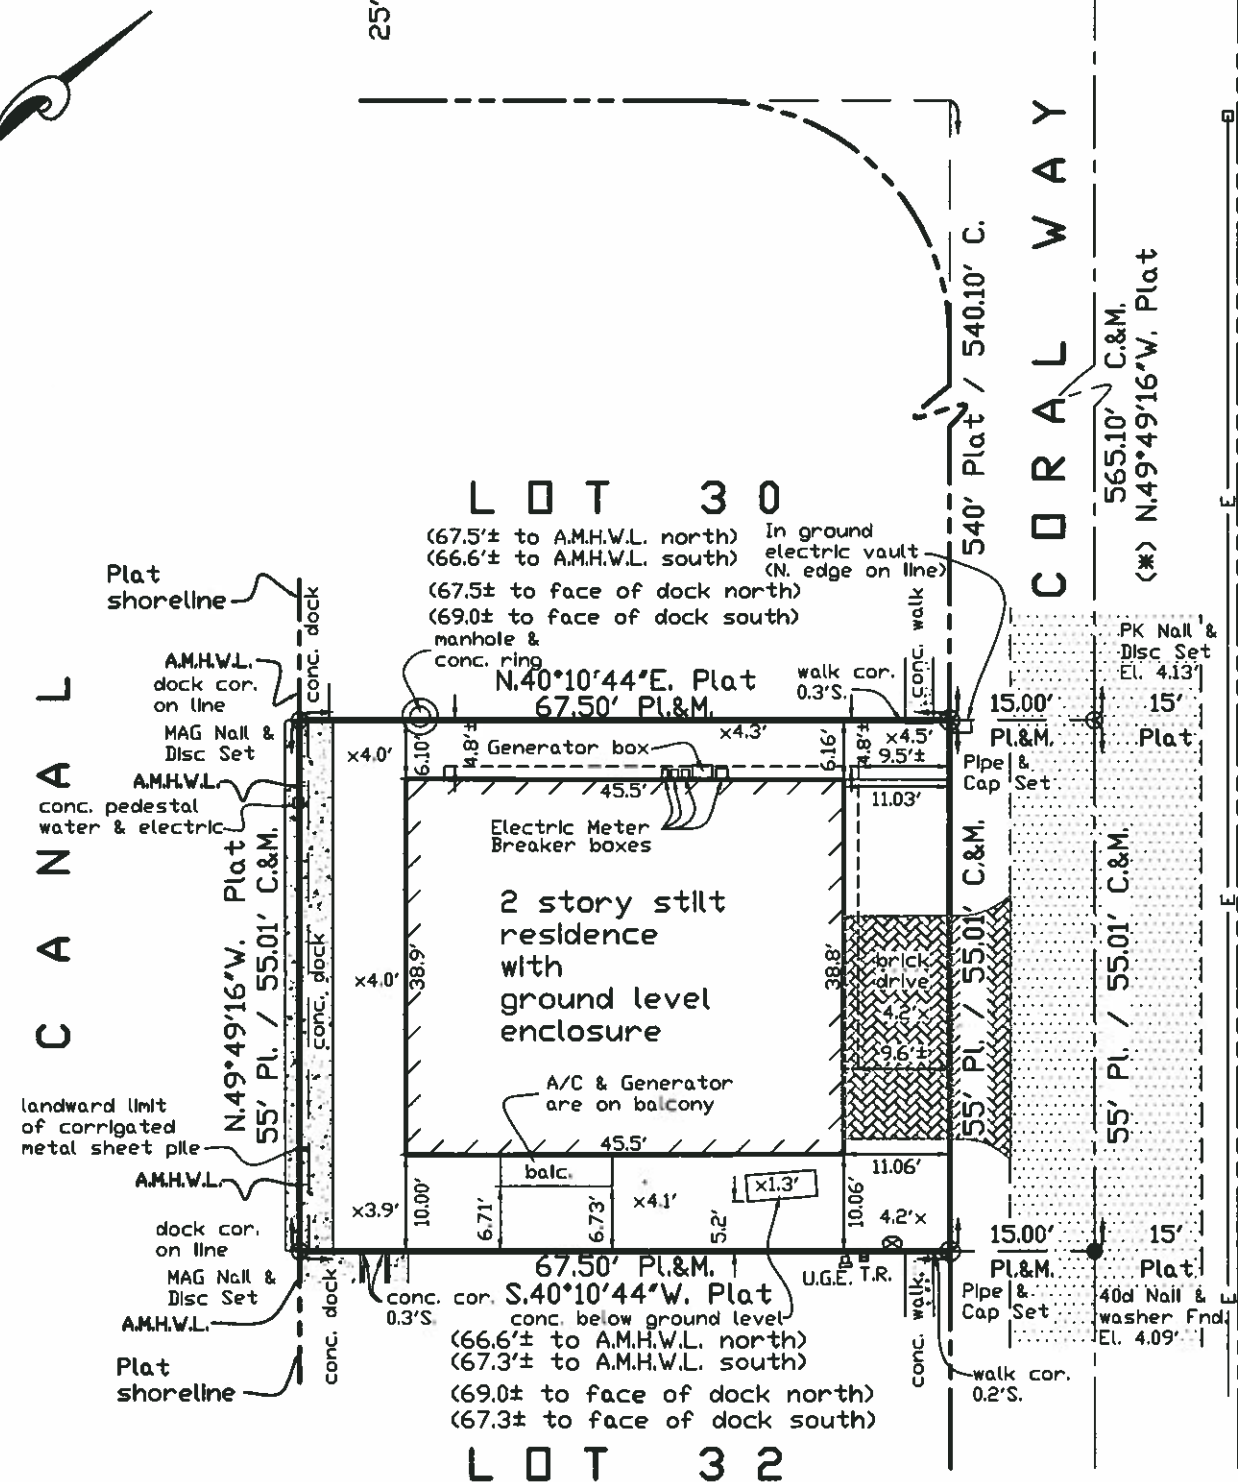 25'
CORAL WAY
540' Plat / 540.10' C.
565.10' C.&M.
(*) N.49°49'16"W. Plat
E
E
E
LOT 30
(67.5'± to A.M.H.W.L. north)
(66.6'± to A.M.H.W.L. south)
(67.5± to face of dock north)
(69.0± to face of dock south)
In ground
electric vault
(N. edge on line)
manhole &
conc. ring
N.40°10'44"E. Plat
67.50' Pl.&M.
walk cor.
0.3'S.
conc. walk
Plat
shoreline
conc. dock
A.M.H.W.L.
dock cor.
on line
MAG Nail &
Disc Set
A.M.H.W.L.
conc. pedestal
water & electric
CANAL
N.49°49'16"W. Plat
55' Pl. / 55.01' C.&M.
conc. dock
landward limit
of corrigated
metal sheet pile
A.M.H.W.L.
dock cor.
on line
MAG Nail &
Disc Set
A.M.H.W.L.
Plat
shoreline
conc. dock
x4.0'
6.10'
4.8'±
Generator box
x4.3'
6.16'
4.8'±
x4.5'
9.5'±
45.5'
11.03'
Electric Meter
Breaker boxes
2 story stilt
residence
with
ground level
enclosure
x4.0'
38.9'
38.8'
brick
drive
4.2'x
9.6'±
A/C & Generator
are on balcony
45.5'
11.06'
balc.
x3.9'
10.00'
6.71'
6.73'
x4.1'
5.2'
x1.3'
10.06'
4.2'x
PK Nail &
Disc Set
El. 4.13'
15.00'
Pl.&M.
15'
Plat
Pipe &
Cap Set
55' Pl. / 55.01' C.&M.
55' Pl. / 55.01' C.&M.
15.00'
Pl.&M.
15'
Plat
Pipe &
Cap Set
40d Nail &
washer Fnd.
El. 4.09'
67.50' Pl.&M.
U.G.E. T.R.
conc. cor.
0.3'S.
S.40°10'44"W. Plat
conc. below ground level
(66.6'± to A.M.H.W.L. north)
(67.3'± to A.M.H.W.L. south)
(69.0± to face of dock north)
(67.3± to face of dock south)
conc. walk
walk cor.
0.2'S.
LOT 32